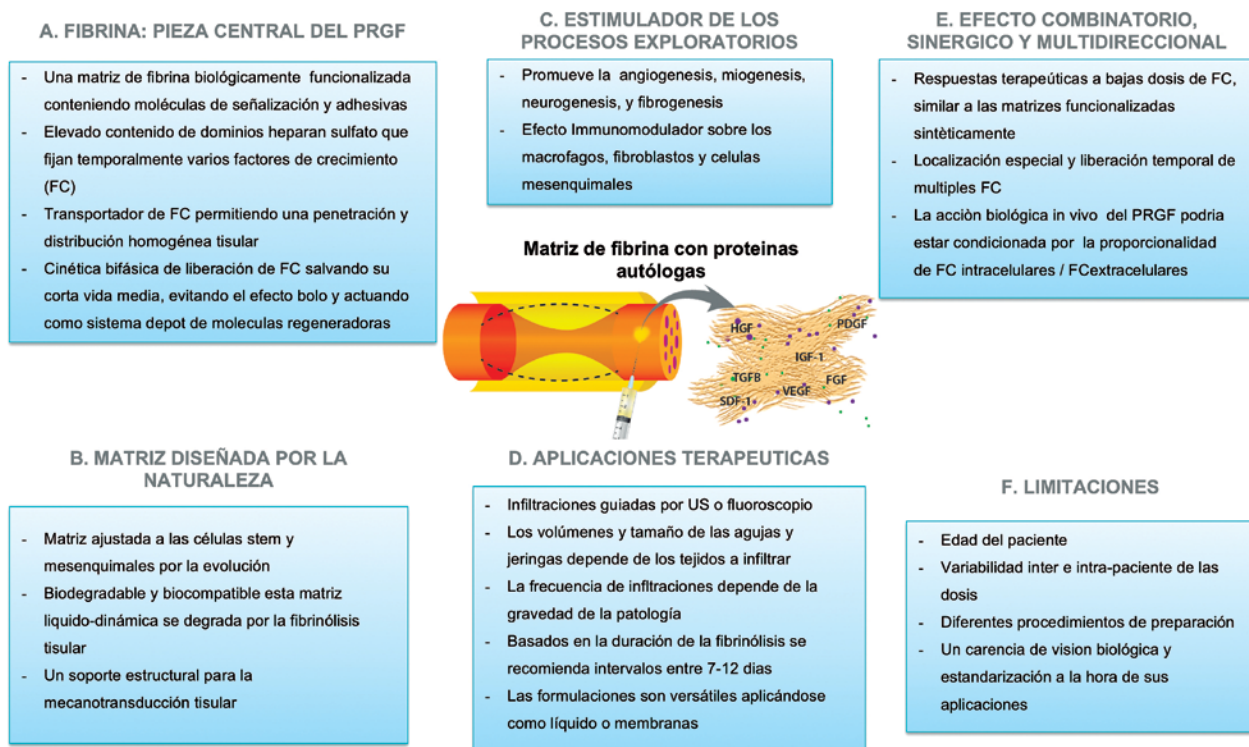 A. FIBRINA: PIEZA CENTRAL DEL PRGF
- Una matriz de fibrina biológicamente funcionalizada
conteniendo moléculas de señalización y adhesivas
- Elevado contenido de dominios heparan sulfato que
fijan temporalmente varios factores de crecimiento
(FC)
- Transportador de FC permitiendo una penetración y
distribución homogénea tisular
- Cinética bifásica de liberación de FC salvando su
corta vida media, evitando el efecto bolo y actuando
como sistema depot de moleculas regeneradoras
C. ESTIMULADOR DE LOS
PROCESOS EXPLORATORIOS
- Promueve la angiogenesis, miogenesis,
neurogenesis, y fibrogenesis
- Efecto Immunomodulador sobre los
macrofagos, fibroblastos y celulas
mesenquimales
E. EFECTO COMBINATORIO,
SINERGICO Y MULTIDIRECCIONAL
- Respuestas terapeúticas a bajas dosis de FC,
similar a las matrizes funcionalizadas
sintèticamente
- Localización especial y liberación temporal de
multiples FC
- La acciòn biológica in vivo del PRGF podria
estar condicionada por la proporcionalidad
de FC intracelulares / FCextracelulares
Matriz de fibrina con proteinas
autólogas
HGF
PDGF
IGF-1
TGFB
VEGF
FGF
SDF-1
B. MATRIZ DISEÑADA POR LA
NATURALEZA
- Matriz ajustada a las células stem y
mesenquimales por la evolución
- Biodegradable y biocompatible esta matriz
liquido-dinámica se degrada por la fibrinólisis
tisular
- Un soporte estructural para la
mecanotransducción tisular
D. APLICACIONES TERAPEUTICAS
- Infiltraciones guiadas por US o fluoroscopio
- Los volúmenes y tamaño de las agujas y
jeringas depende de los tejidos a infiltrar
- La frecuencia de infltraciones depende de la
gravedad de la patología
- Basados en la duración de la fibrinólisis se
recomienda intervalos entre 7-12 dias
- Las formulaciones son versátiles aplicándose
como líquido o membranas
F. LIMITACIONES
- Edad del paciente
- Variabilidad inter e intra-paciente de las
dosis
- Diferentes procedimientos de preparación
- Un carencia de vision biológica y
estandarización a la hora de sus
aplicaciones